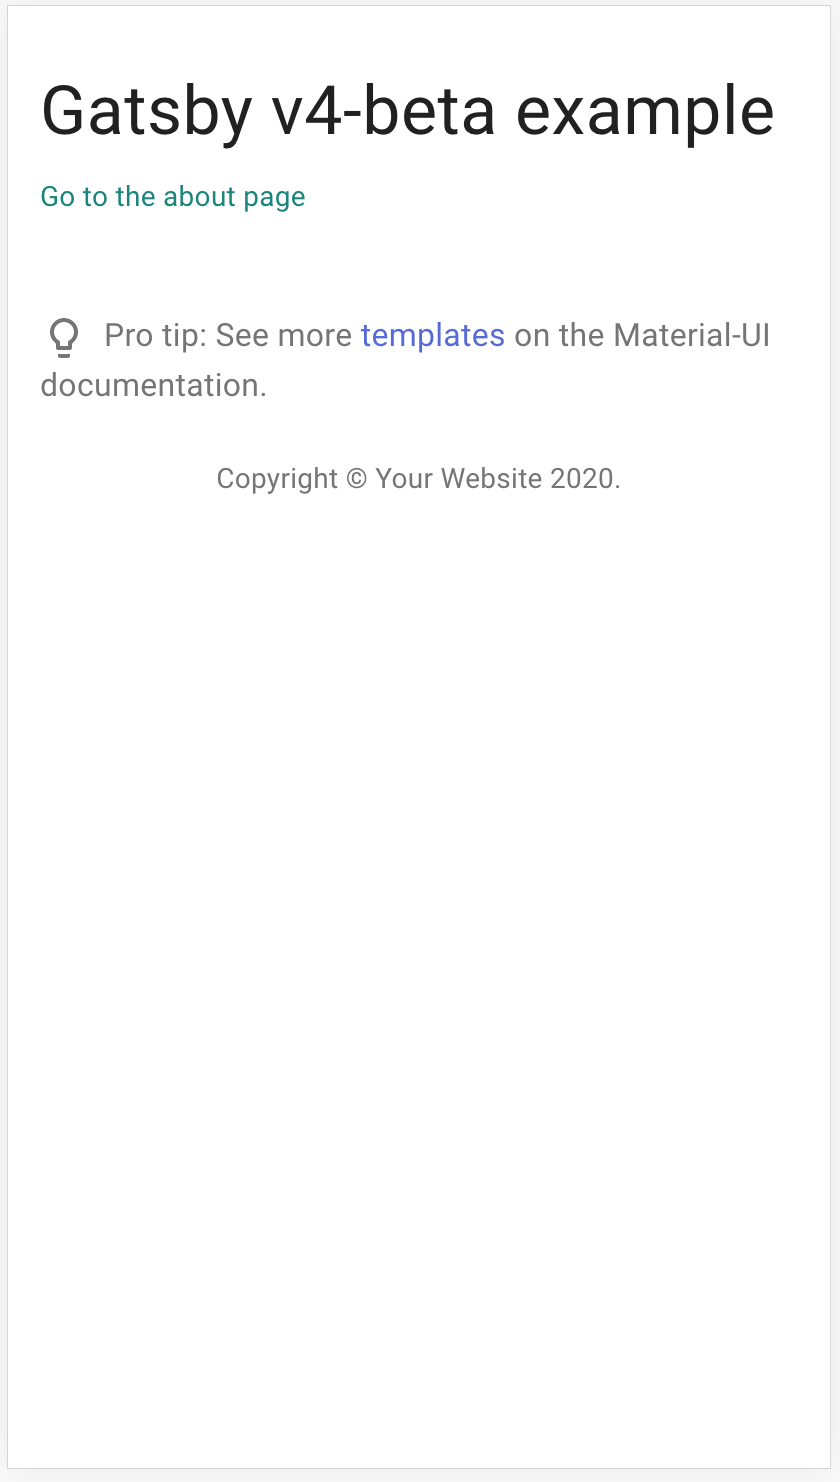 Gatsby v4-beta example
Go to the about page
Pro tip: See more templates on the Material-UI
documentation.
Copyright © Your Website 2020.